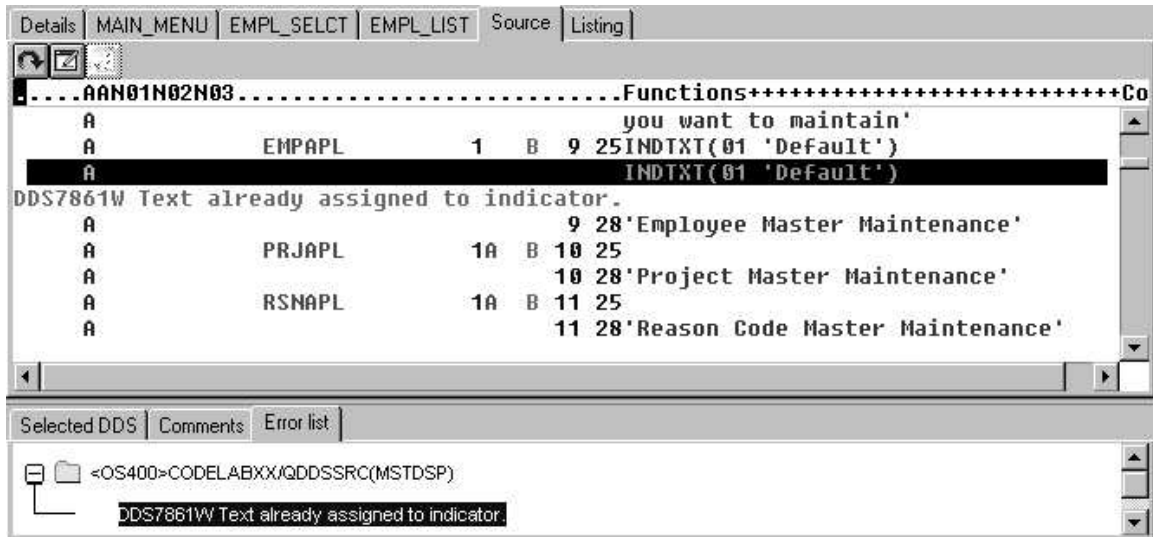 Details MAIN_MENU EMPL_SELCT EMPL_LIST Source Listing
.....AAN01N02N03............................Functions++++++++++++++++++++++++++++Co
A you want to maintain'
A EMPAPL 1 B 9 25INDTXT(01 'Default')
A INDTXT(01 'Default')
DDS7861W Text already assigned to indicator.
A 9 28'Employee Master Maintenance'
A PRJAPL 1A B 10 25
A 10 28'Project Master Maintenance'
A RSNAPL 1A B 11 25
A 11 28'Reason Code Master Maintenance'
Selected DDS Comments Error list
<OS400>CODELABXX/QDDSSRC(MSTDSP)
DDS7861W Text already assigned to indicator.